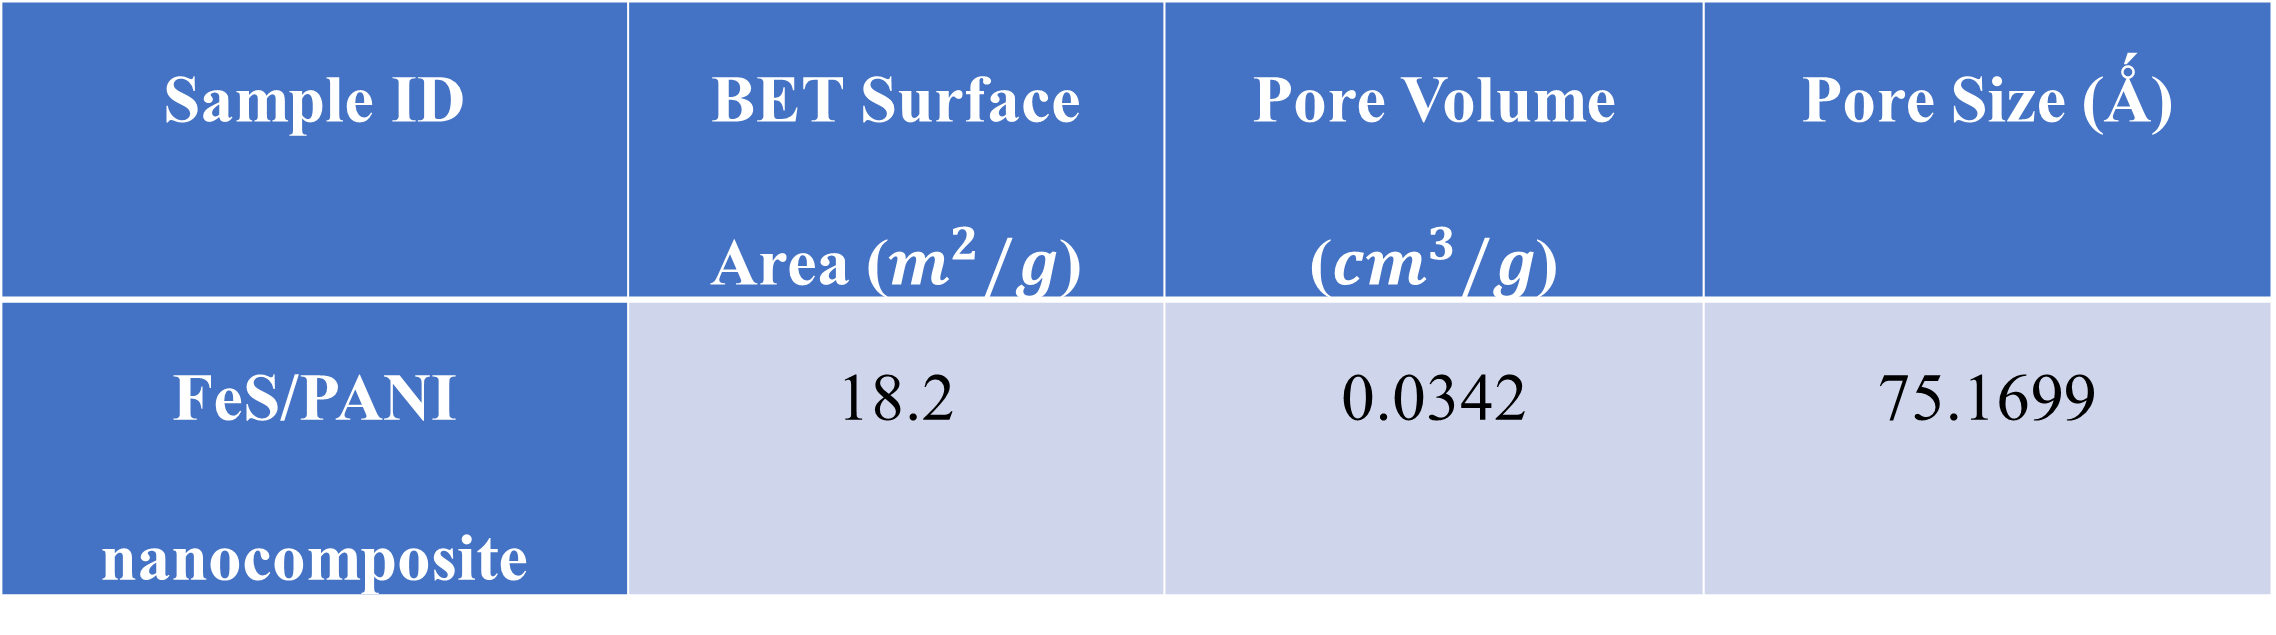 Sample ID
BET Surface
Area (m²/g)
Pore Volume
(cm³/g)
Pore Size (Ǻ)
FeS/PANI
nanocomposite
18.2
0.0342
75.1699